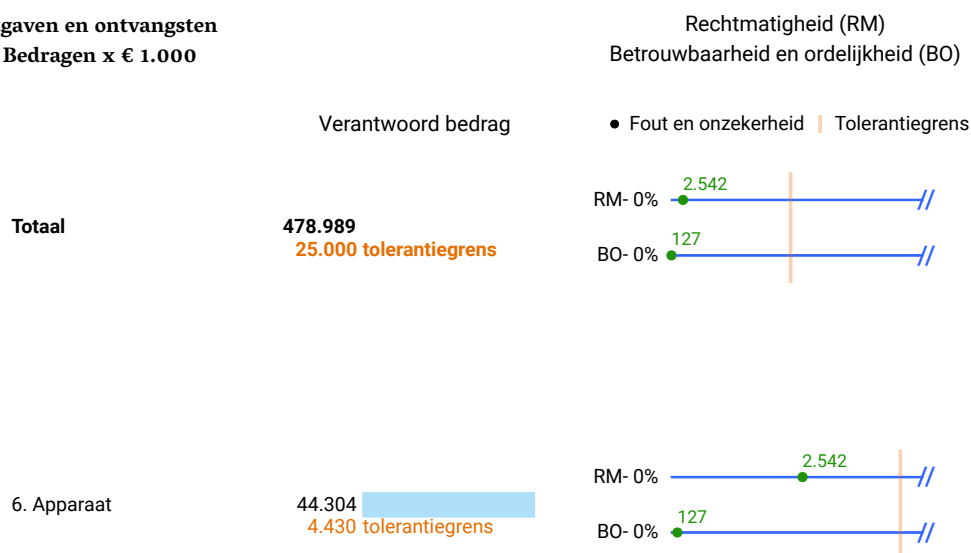 gaven en ontvangsten
Bedragen x € 1.000
Rechtmatigheid (RM)
Betrouwbaarheid en ordelijkheid (BO)
Verantwoord bedrag
Fout en onzekerheid
Tolerantiegrens
Totaal
478.989
25.000 tolerantiegrens
RM- 0%
2.542
BO- 0%
127
6. Apparaat
44.304
4.430 tolerantiegrens
RM- 0%
2.542
BO- 0%
127